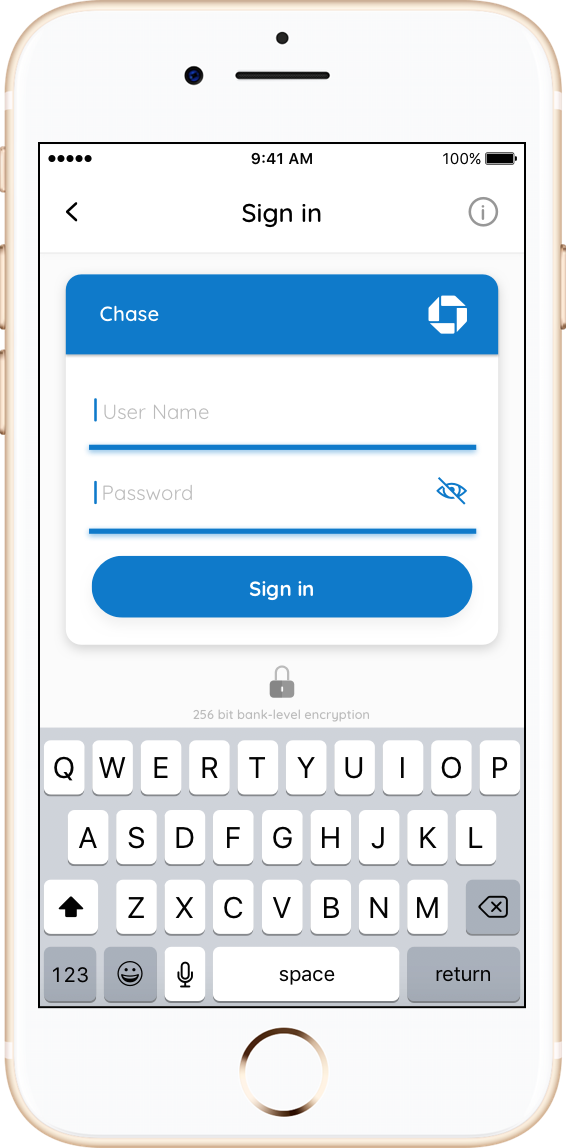 9:41 AM 100%
Sign in
Chase
User Name
Password
Sign in
256 bit bank-level encryption
Q W E R T Y U I O P
A S D F G H J K L
Z X C V B N M
123 space return